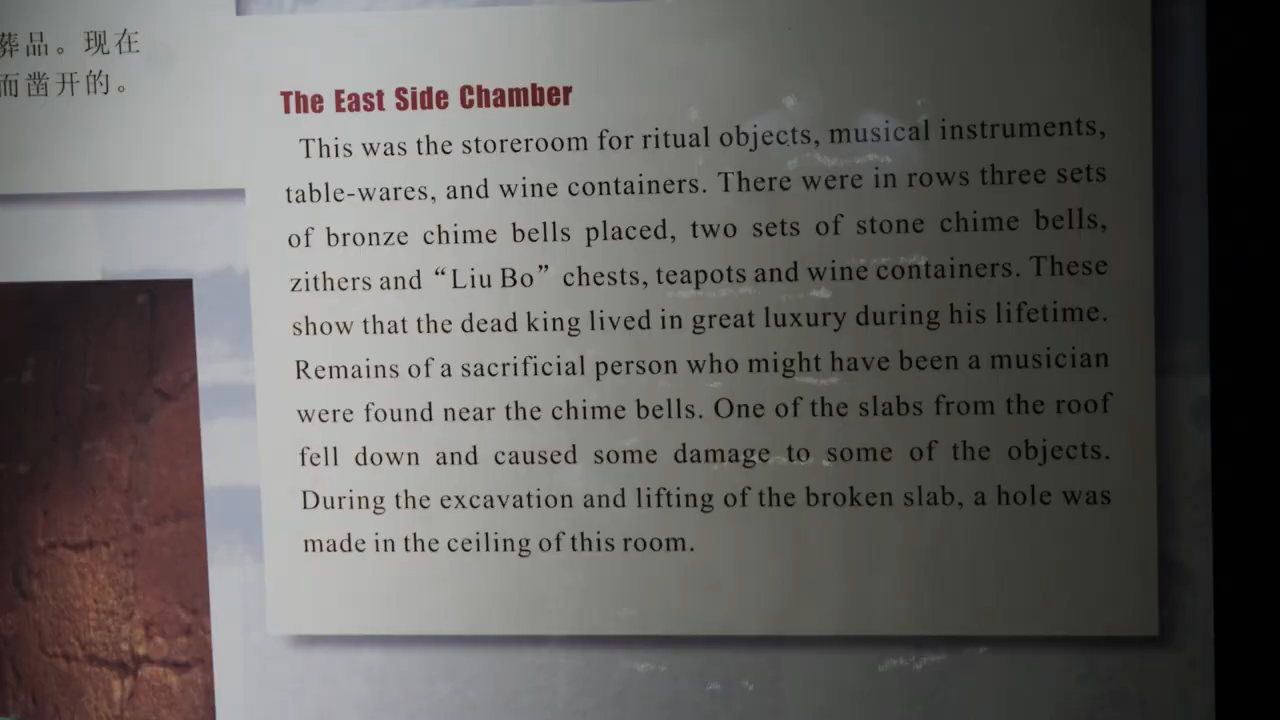 葬品。现在
而凿开的。
The East Side Chamber
This was the storeroom for ritual objects, musical instruments,
table-wares, and wine containers. There were in rows three sets
of bronze chime bells placed, two sets of stone chime bells,
zithers and “Liu Bo” chests, teapots and wine containers. These
show that the dead king lived in great luxury during his lifetime.
Remains of a sacrificial person who might have been a musician
were found near the chime bells. One of the slabs from the roof
fell down and caused some damage to some of the objects.
During the excavation and lifting of the broken slab, a hole was
made in the ceiling of this room.